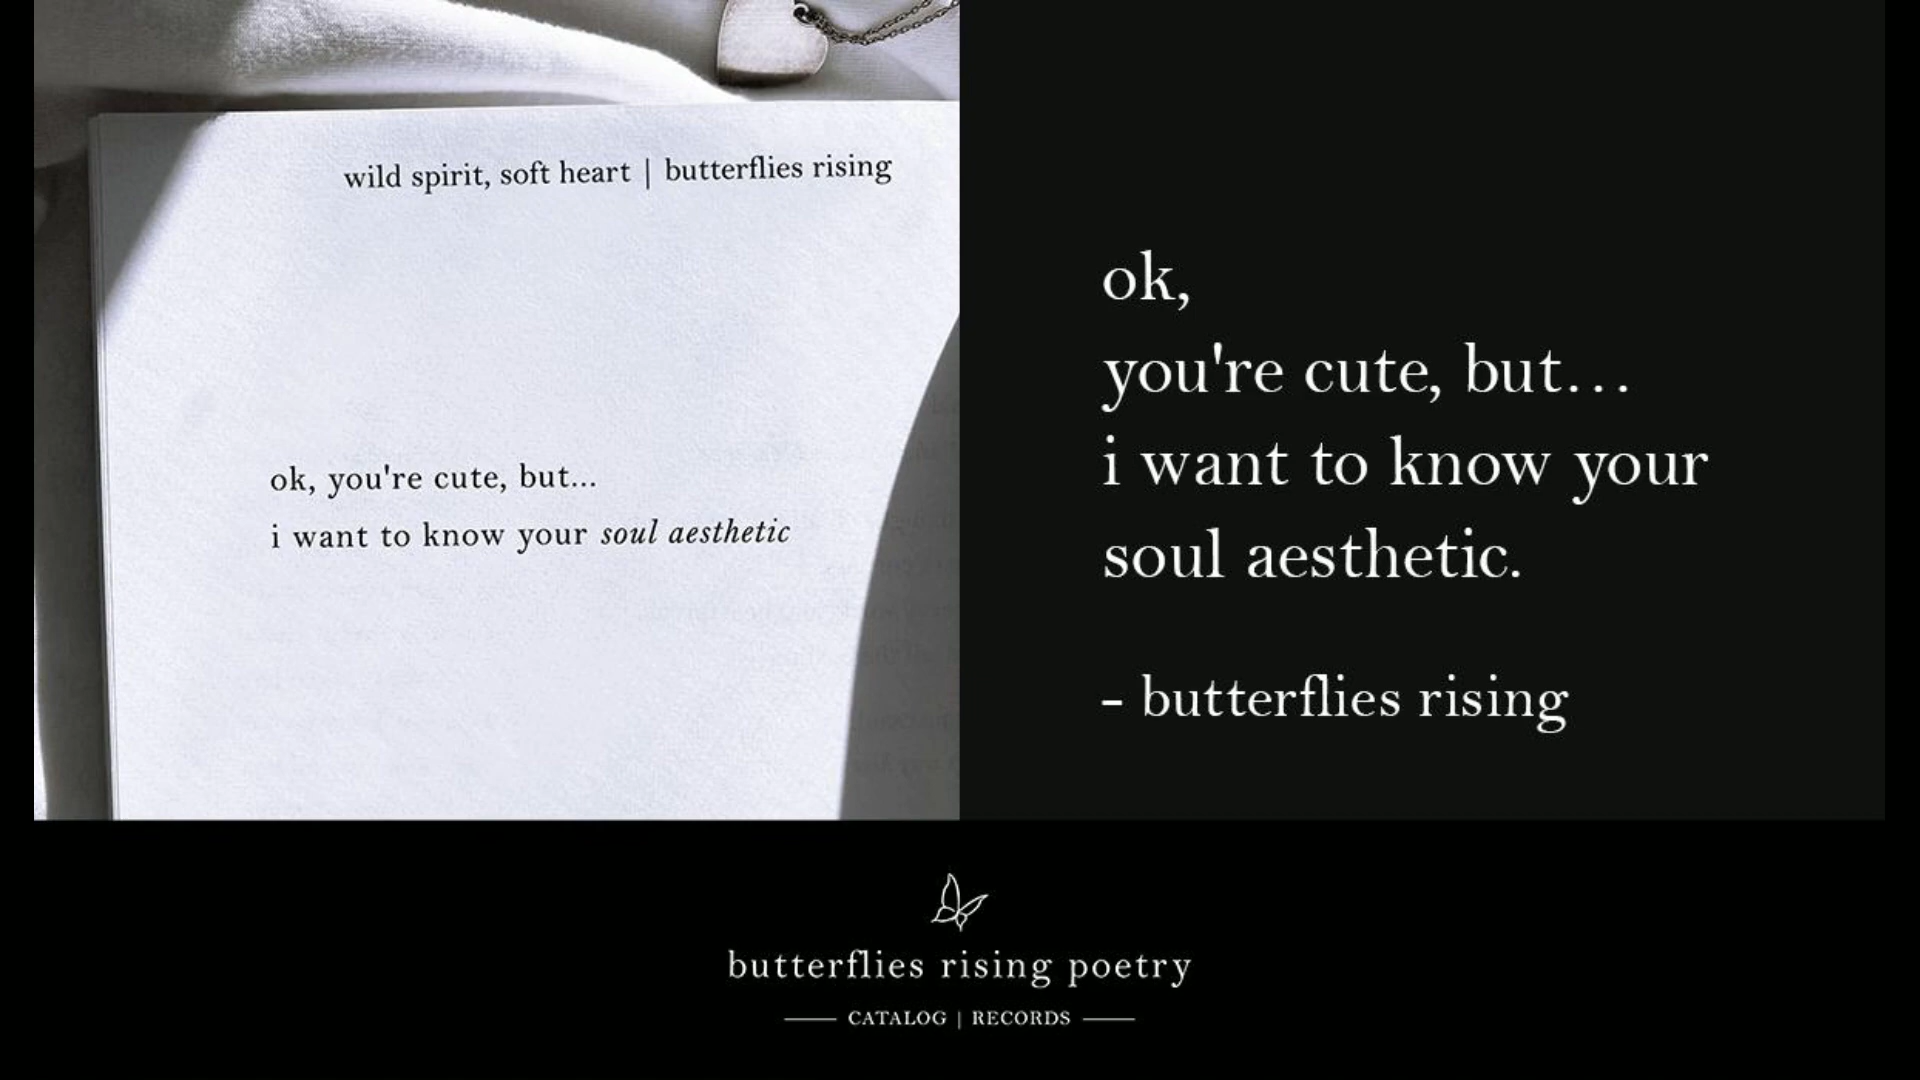 wild spirit, soft heart | butterflies rising
ok, you're cute, but...
i want to know your soul aesthetic
ok,
you're cute, but...
i want to know your
soul aesthetic.
- butterflies rising
butterflies rising poetry
CATALOG | RECORDS